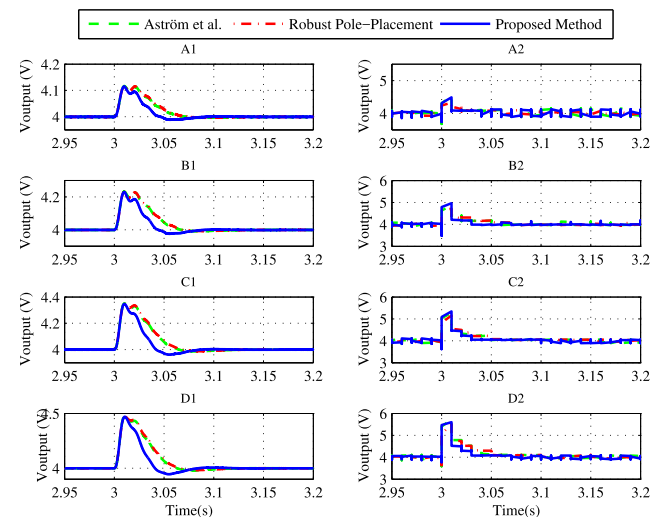 Aström et al. Robust Pole−Placement Proposed Method
A1 A2
Voutput (V) 4.2 4.1 4 Voutput (V) 5 4
2.95 3 3.05 3.1 3.15 3.2 2.95 3 3.05 3.1 3.15 3.2
B1 B2
Voutput (V) 4.2 4 Voutput (V) 6 5 4 3
2.95 3 3.05 3.1 3.15 3.2 2.95 3 3.05 3.1 3.15 3.2
C1 C2
Voutput (V) 4.4 4.2 4 Voutput (V) 6 5 4 3
2.95 3 3.05 3.1 3.15 3.2 2.95 3 3.05 3.1 3.15 3.2
D1 D2
Voutput (V) 4.5 4 Voutput (V) 6 5 4 3
2.95 3 3.05 3.1 3.15 3.2 2.95 3 3.05 3.1 3.15 3.2
Time(s) Time(s)